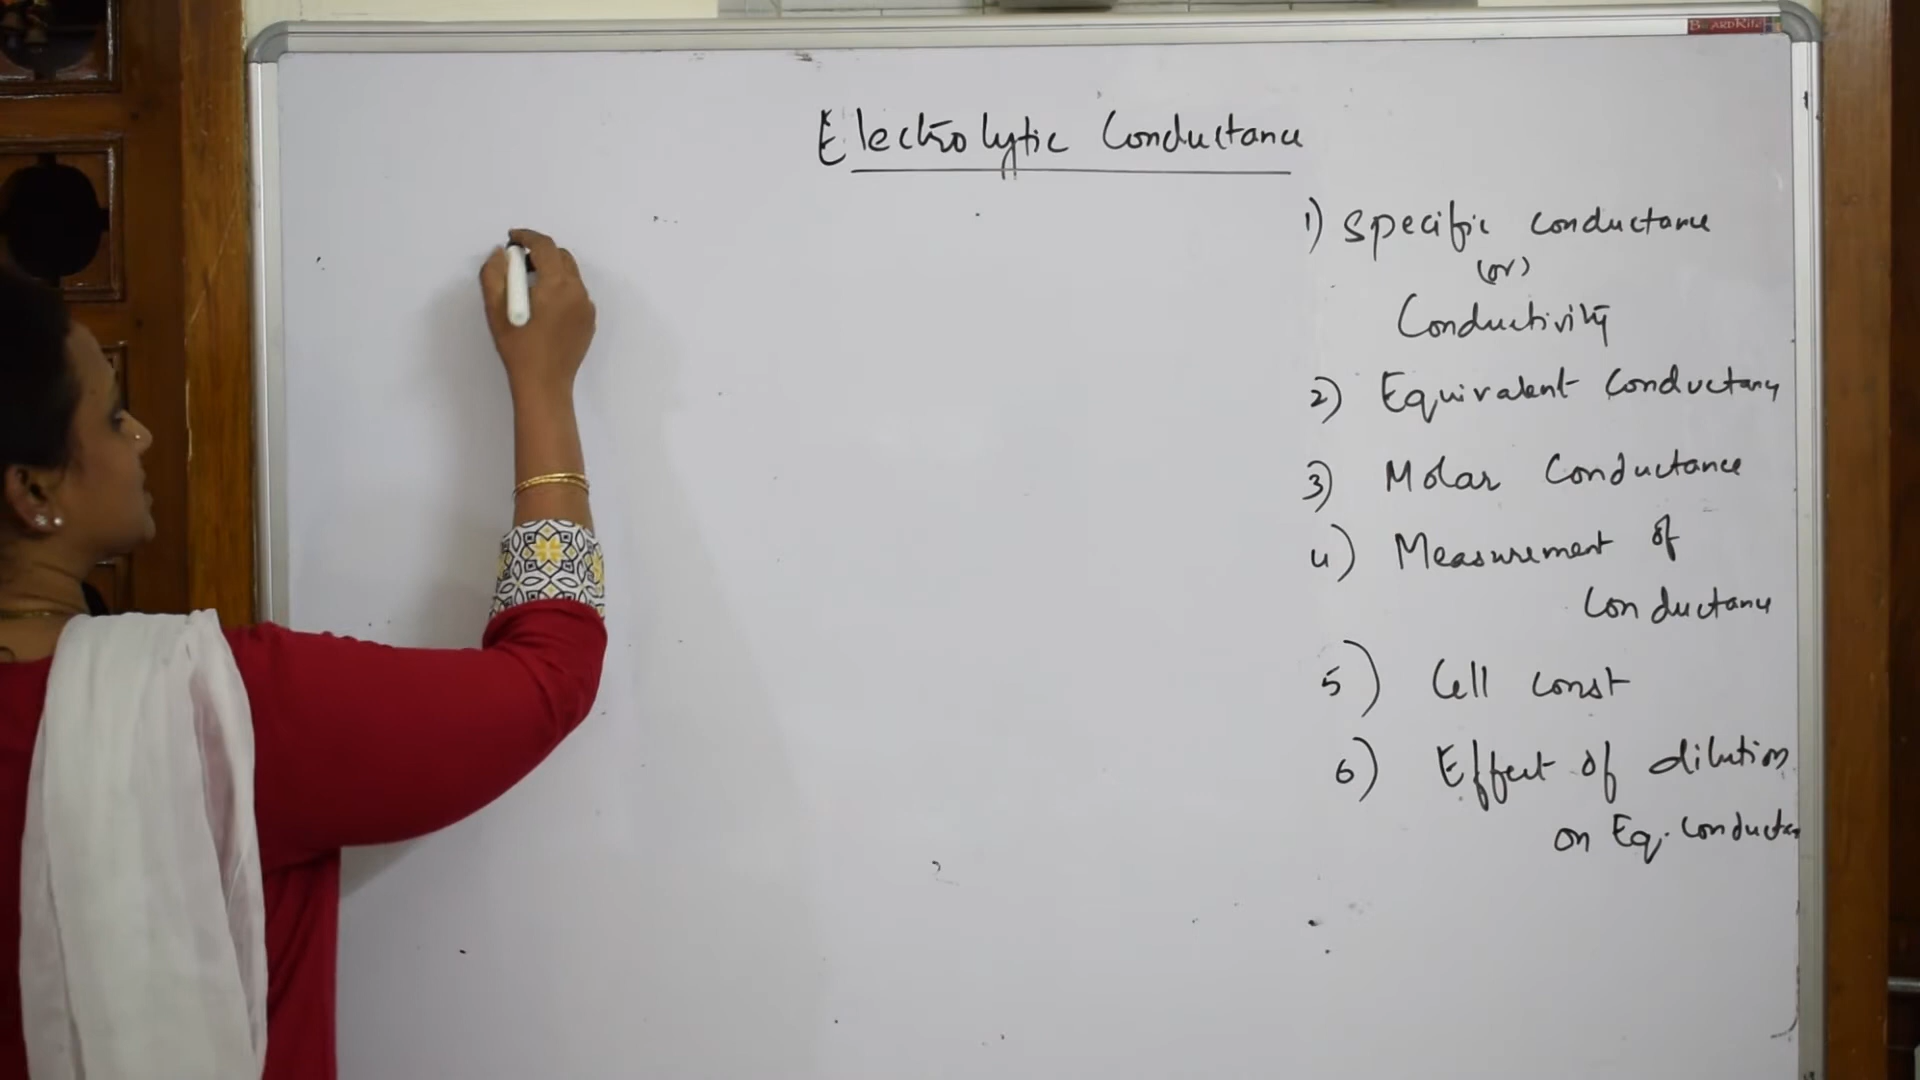 Electrolytic Conductance
1) Specific conductance
(or)
Conductivity
2) Equivalent Conductance
3) Molar Conductance
4) Measurement of
Conductance
5) Cell const
6) Effect of dilution
on Eq. Conductan